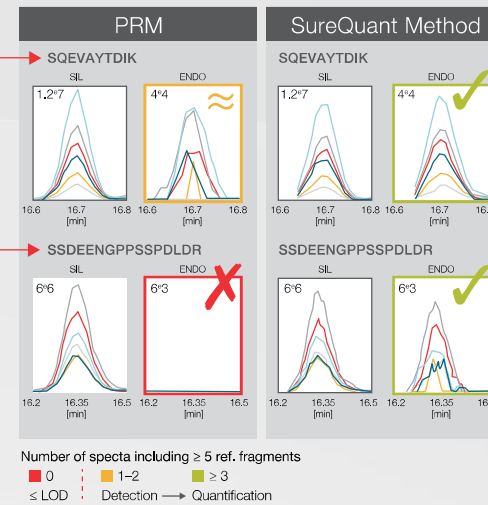 PRM
SureQuant Method
SQEVAYTDIK
SQEVAYTDIK
SIL
ENDO
SIL
ENDO
1.2e7
4e4
≈
1.2e7
4e4
16.6 16.7 16.8 16.6 16.7 16.8
16.6 16.7 16.8 16.6 16.7
[min] [min]
[min] [min]
SSDEENGPPSSPDLDR
SSDEENGPPSSPDLDR
SIL
ENDO
SIL
ENDO
6e6
6e3
6e6
6e3
16.2 16.35 16.5 16.2 16.35 16.5
16.2 16.35 16.5 16.2 16.35
[min] [min]
[min] [min]
Number of specta including ≥ 5 ref. fragments
0 1–2 ≥ 3
≤ LOD Detection → Quantification